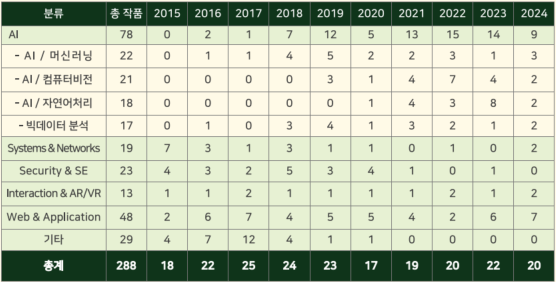 분류 총 작품 2015 2016 2017 2018 2019 2020 2021 2022 2023 2024
AI 78 0 2 1 7 12 5 13 15 14 9
- AI / 머신러닝 22 0 1 1 4 5 2 2 3 1 3
- AI / 컴퓨터비전 21 0 0 0 0 3 1 4 7 4 2
- AI / 자연어처리 18 0 0 0 0 0 1 4 3 8 2
- 빅데이터 분석 17 0 1 0 3 4 1 3 2 1 2
Systems & Networks 19 7 3 1 3 1 1 0 1 0 2
Security & SE 23 4 3 2 5 3 4 1 0 1 0
Interaction & AR/VR 13 1 1 2 1 1 1 1 2 1 2
Web & Application 48 2 6 7 4 5 5 4 2 6 7
기타 29 4 7 12 4 1 1 0 0 0 0
총계 288 18 22 25 24 23 17 19 20 22 20